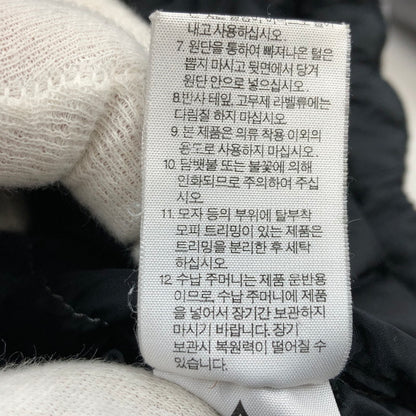 내고 사용하십시오.
7. 원단을 통하여 빠져나온 털은
뽑지 마시고 뒷면에서 당겨
원단 안으로 넣으십시오.
8.반사 테잎, 고무제 라벨류에는
다림질 하지 마십시오.
9. 본 제품은 의류 착용 이외의
용도로 사용하지 마십시오.
10. 담뱃불 또는 불꽃에 의해
인화되므로 주의하여 주십
시오.
11. 모자 등의 부위에 탈부착
모피 트리밍이 있는 제품은
트리밍을 분리한 후 세탁
하십시오.
12. 수납 주머니는 제품 운반용
이므로, 수납 주머니에 제품
을 넣어서 장기간 보관하지
마시기 바랍니다. 장기
보관시 복원력이 떨어질 수
있습니다.